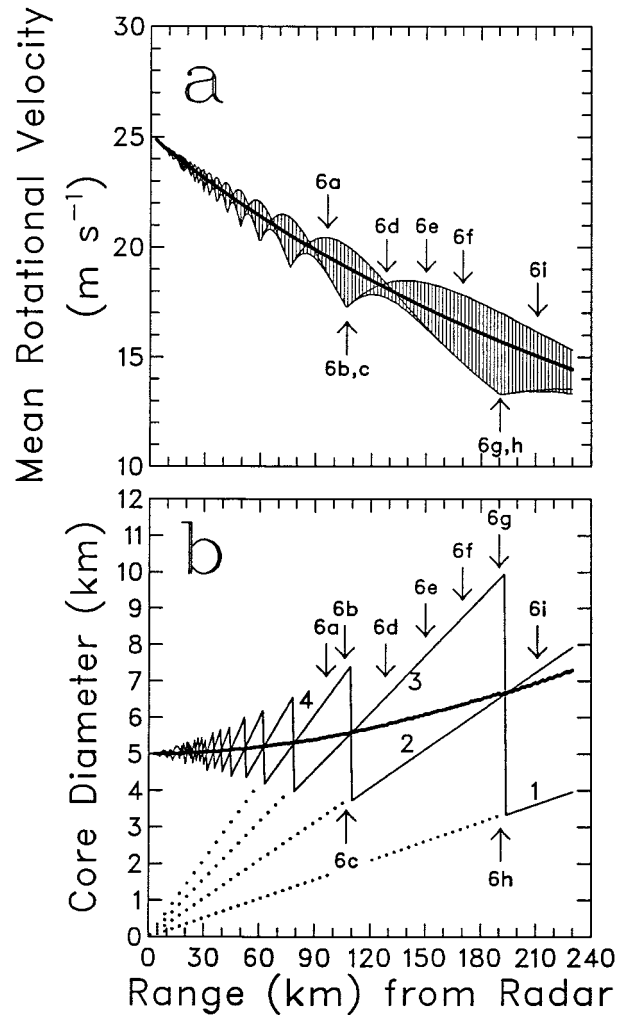 Mean Rotational Velocity
(m s⁻¹)
30
25
20
15
10
a
6a
6d
6e
6f
6i
6b,c
6g,h
Core Diameter (km)
12
11
10
9
8
7
6
5
4
3
2
1
0
b
6g
6f
6e
6b
6a
6d
6i
4
3
2
1
6c
6h
0 30 60 90 120 150 180 210 240
Range (km) from Radar